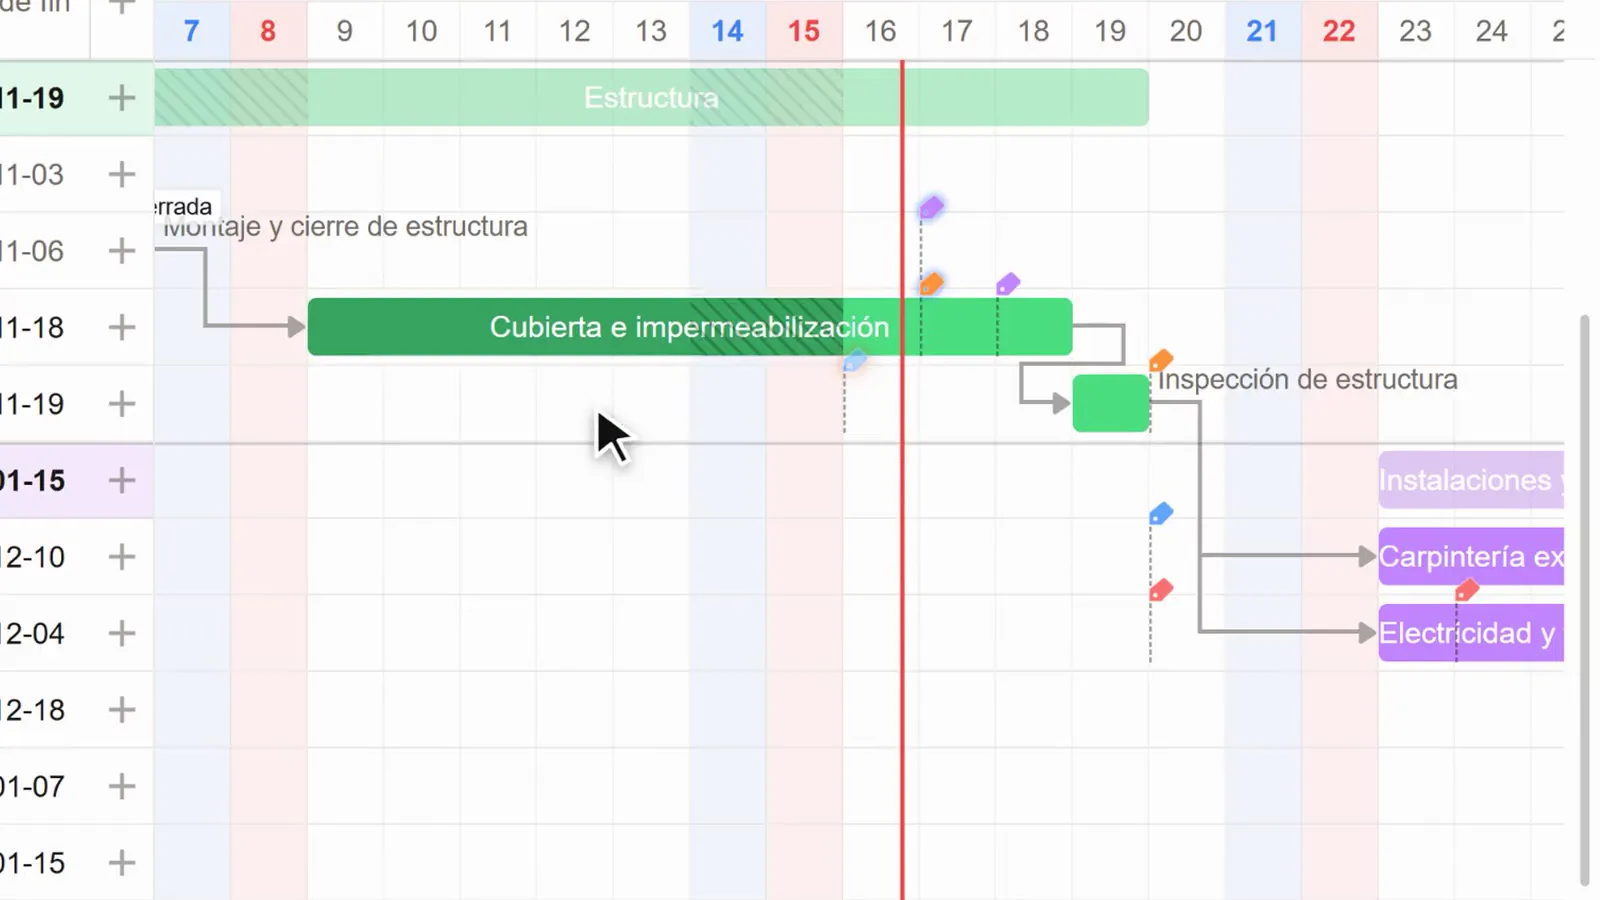 de fin
7 8 9 10 11 12 13 14 15 16 17 18 19 20 21 22 23 24
11-19 Estructura
11-03
errada
Montaje y cierre de estructura
11-06
11-18 Cubierta e impermeabilización
11-19 Inspección de estructura
01-15 Instalaciones y
12-10 Carpintería ex
12-04 Electricidad y
12-18
01-07
01-15